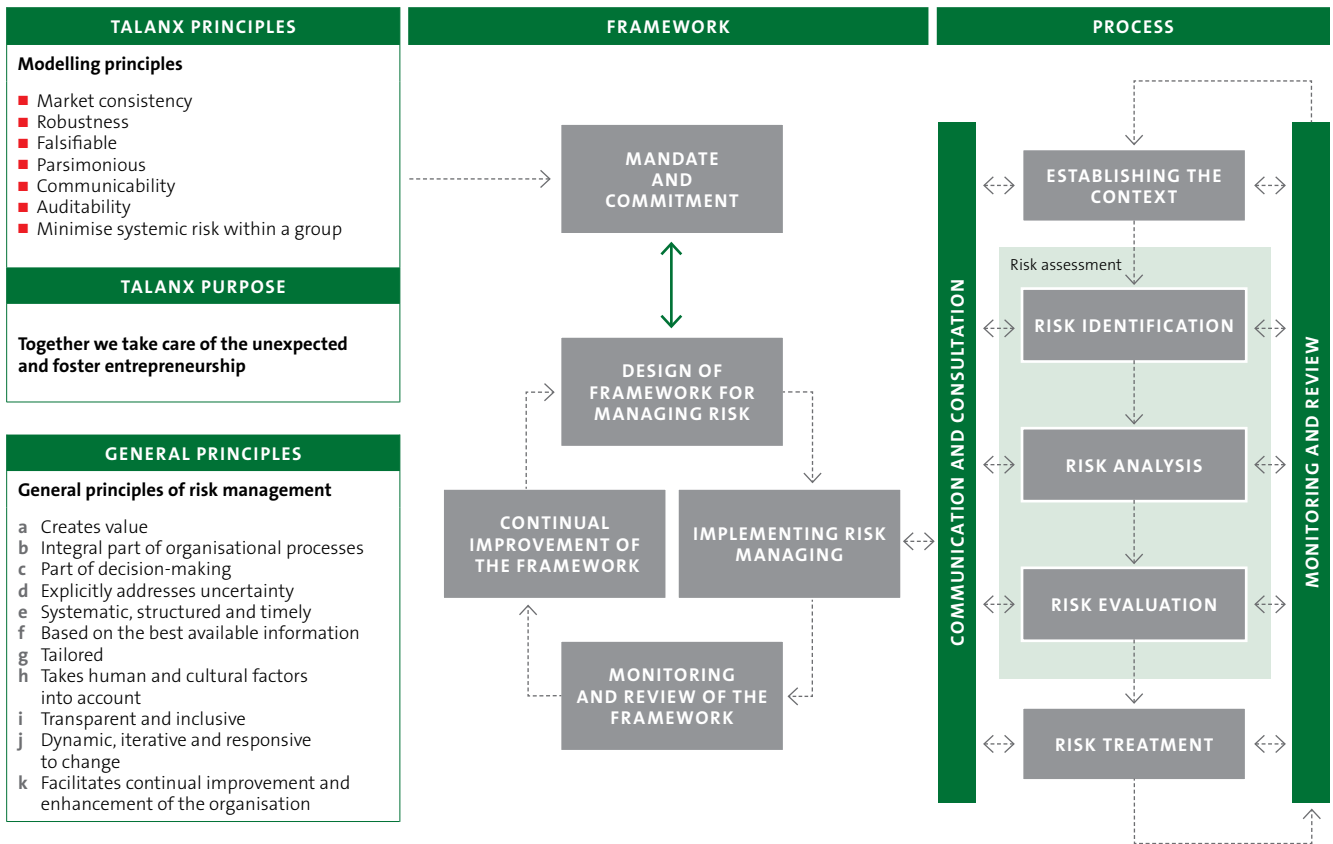 TALANX PRINCIPLES
Modelling principles
Market consistency
Robustness
Falsifiable
Parsimonious
Communicability
Auditability
Minimise systemic risk within a group
TALANX PURPOSE
Together we take care of the unexpected
and foster entrepreneurship
GENERAL PRINCIPLES
General principles of risk management
a Creates value
b Integral part of organisational processes
c Part of decision-making
d Explicitly addresses uncertainty
e Systematic, structured and timely
f Based on the best available information
g Tailored
h Takes human and cultural factors
into account
i Transparent and inclusive
j Dynamic, iterative and responsive
to change
k Facilitates continual improvement and
enhancement of the organisation
FRAMEWORK
MANDATE
AND
COMMITMENT
DESIGN OF
FRAMEWORK FOR
MANAGING RISK
CONTINUAL
IMPROVEMENT OF
THE FRAMEWORK
IMPLEMENTING RISK
MANAGING
MONITORING
AND REVIEW OF THE
FRAMEWORK
PROCESS
COMMUNICATION AND CONSULTATION
ESTABLISHING THE
CONTEXT
Risk assessment
RISK IDENTIFICATION
RISK ANALYSIS
RISK EVALUATION
RISK TREATMENT
MONITORING AND REVIEW